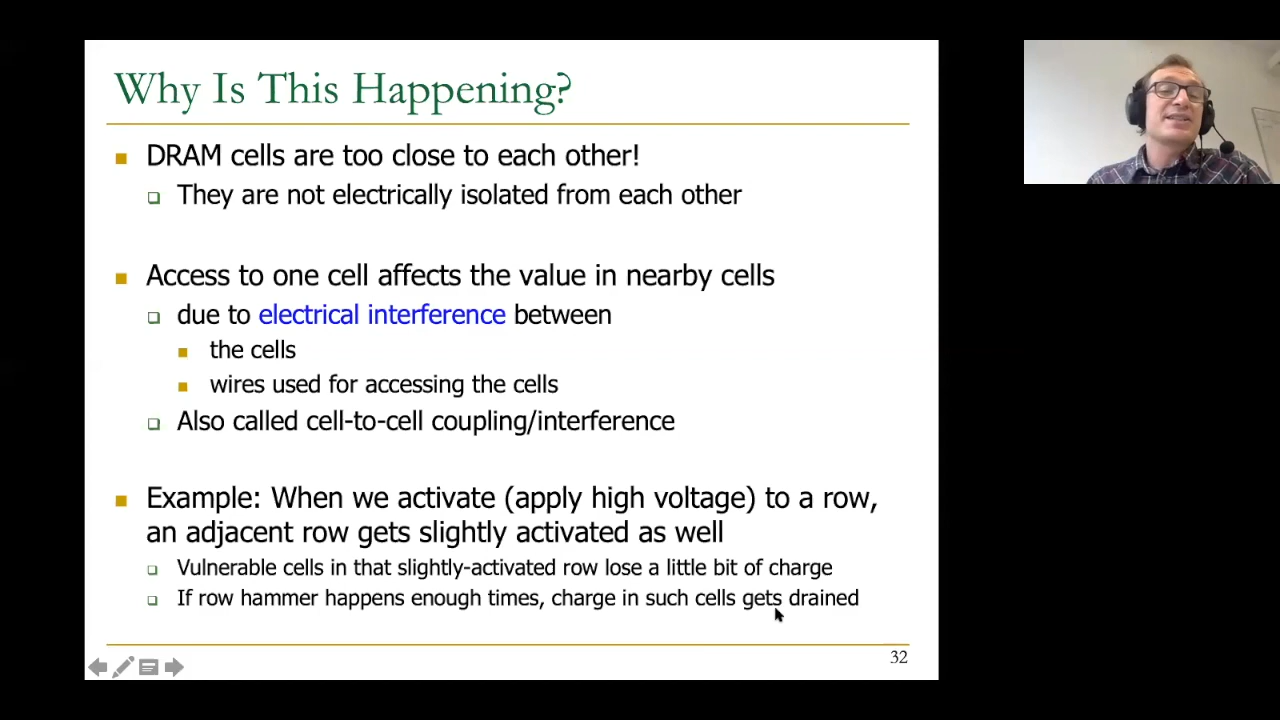 Why Is This Happening?
DRAM cells are too close to each other!
They are not electrically isolated from each other
Access to one cell affects the value in nearby cells
due to electrical interference between
the cells
wires used for accessing the cells
Also called cell-to-cell coupling/interference
Example: When we activate (apply high voltage) to a row,
an adjacent row gets slightly activated as well
Vulnerable cells in that slightly-activated row lose a little bit of charge
If row hammer happens enough times, charge in such cells gets drained
32